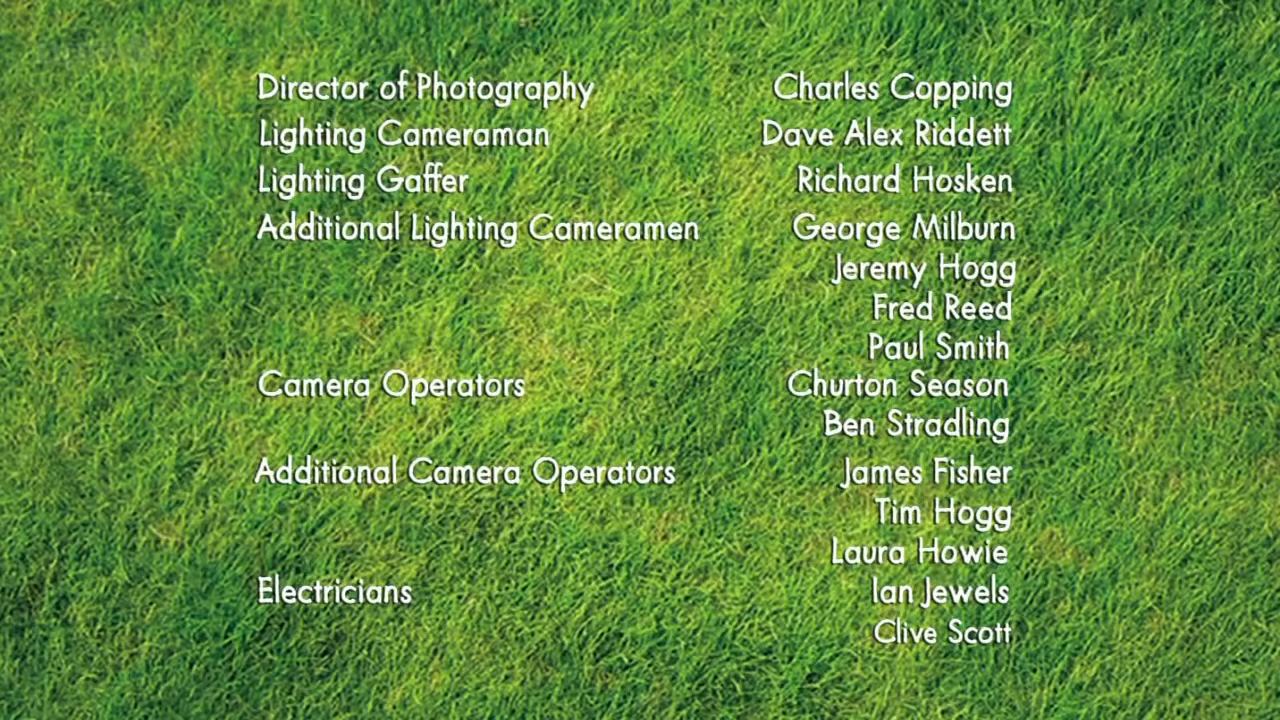 Director of Photography Charles Copping
Lighting Cameraman Dave Alex Riddett
Lighting Gaffer Richard Hosken
Additional Lighting Cameramen George Milburn
Jeremy Hogg
Fred Reed
Paul Smith
Camera Operators Churton Season
Ben Stradling
Additional Camera Operators James Fisher
Tim Hogg
Laura Howie
Electricians Ian Jewels
Clive Scott